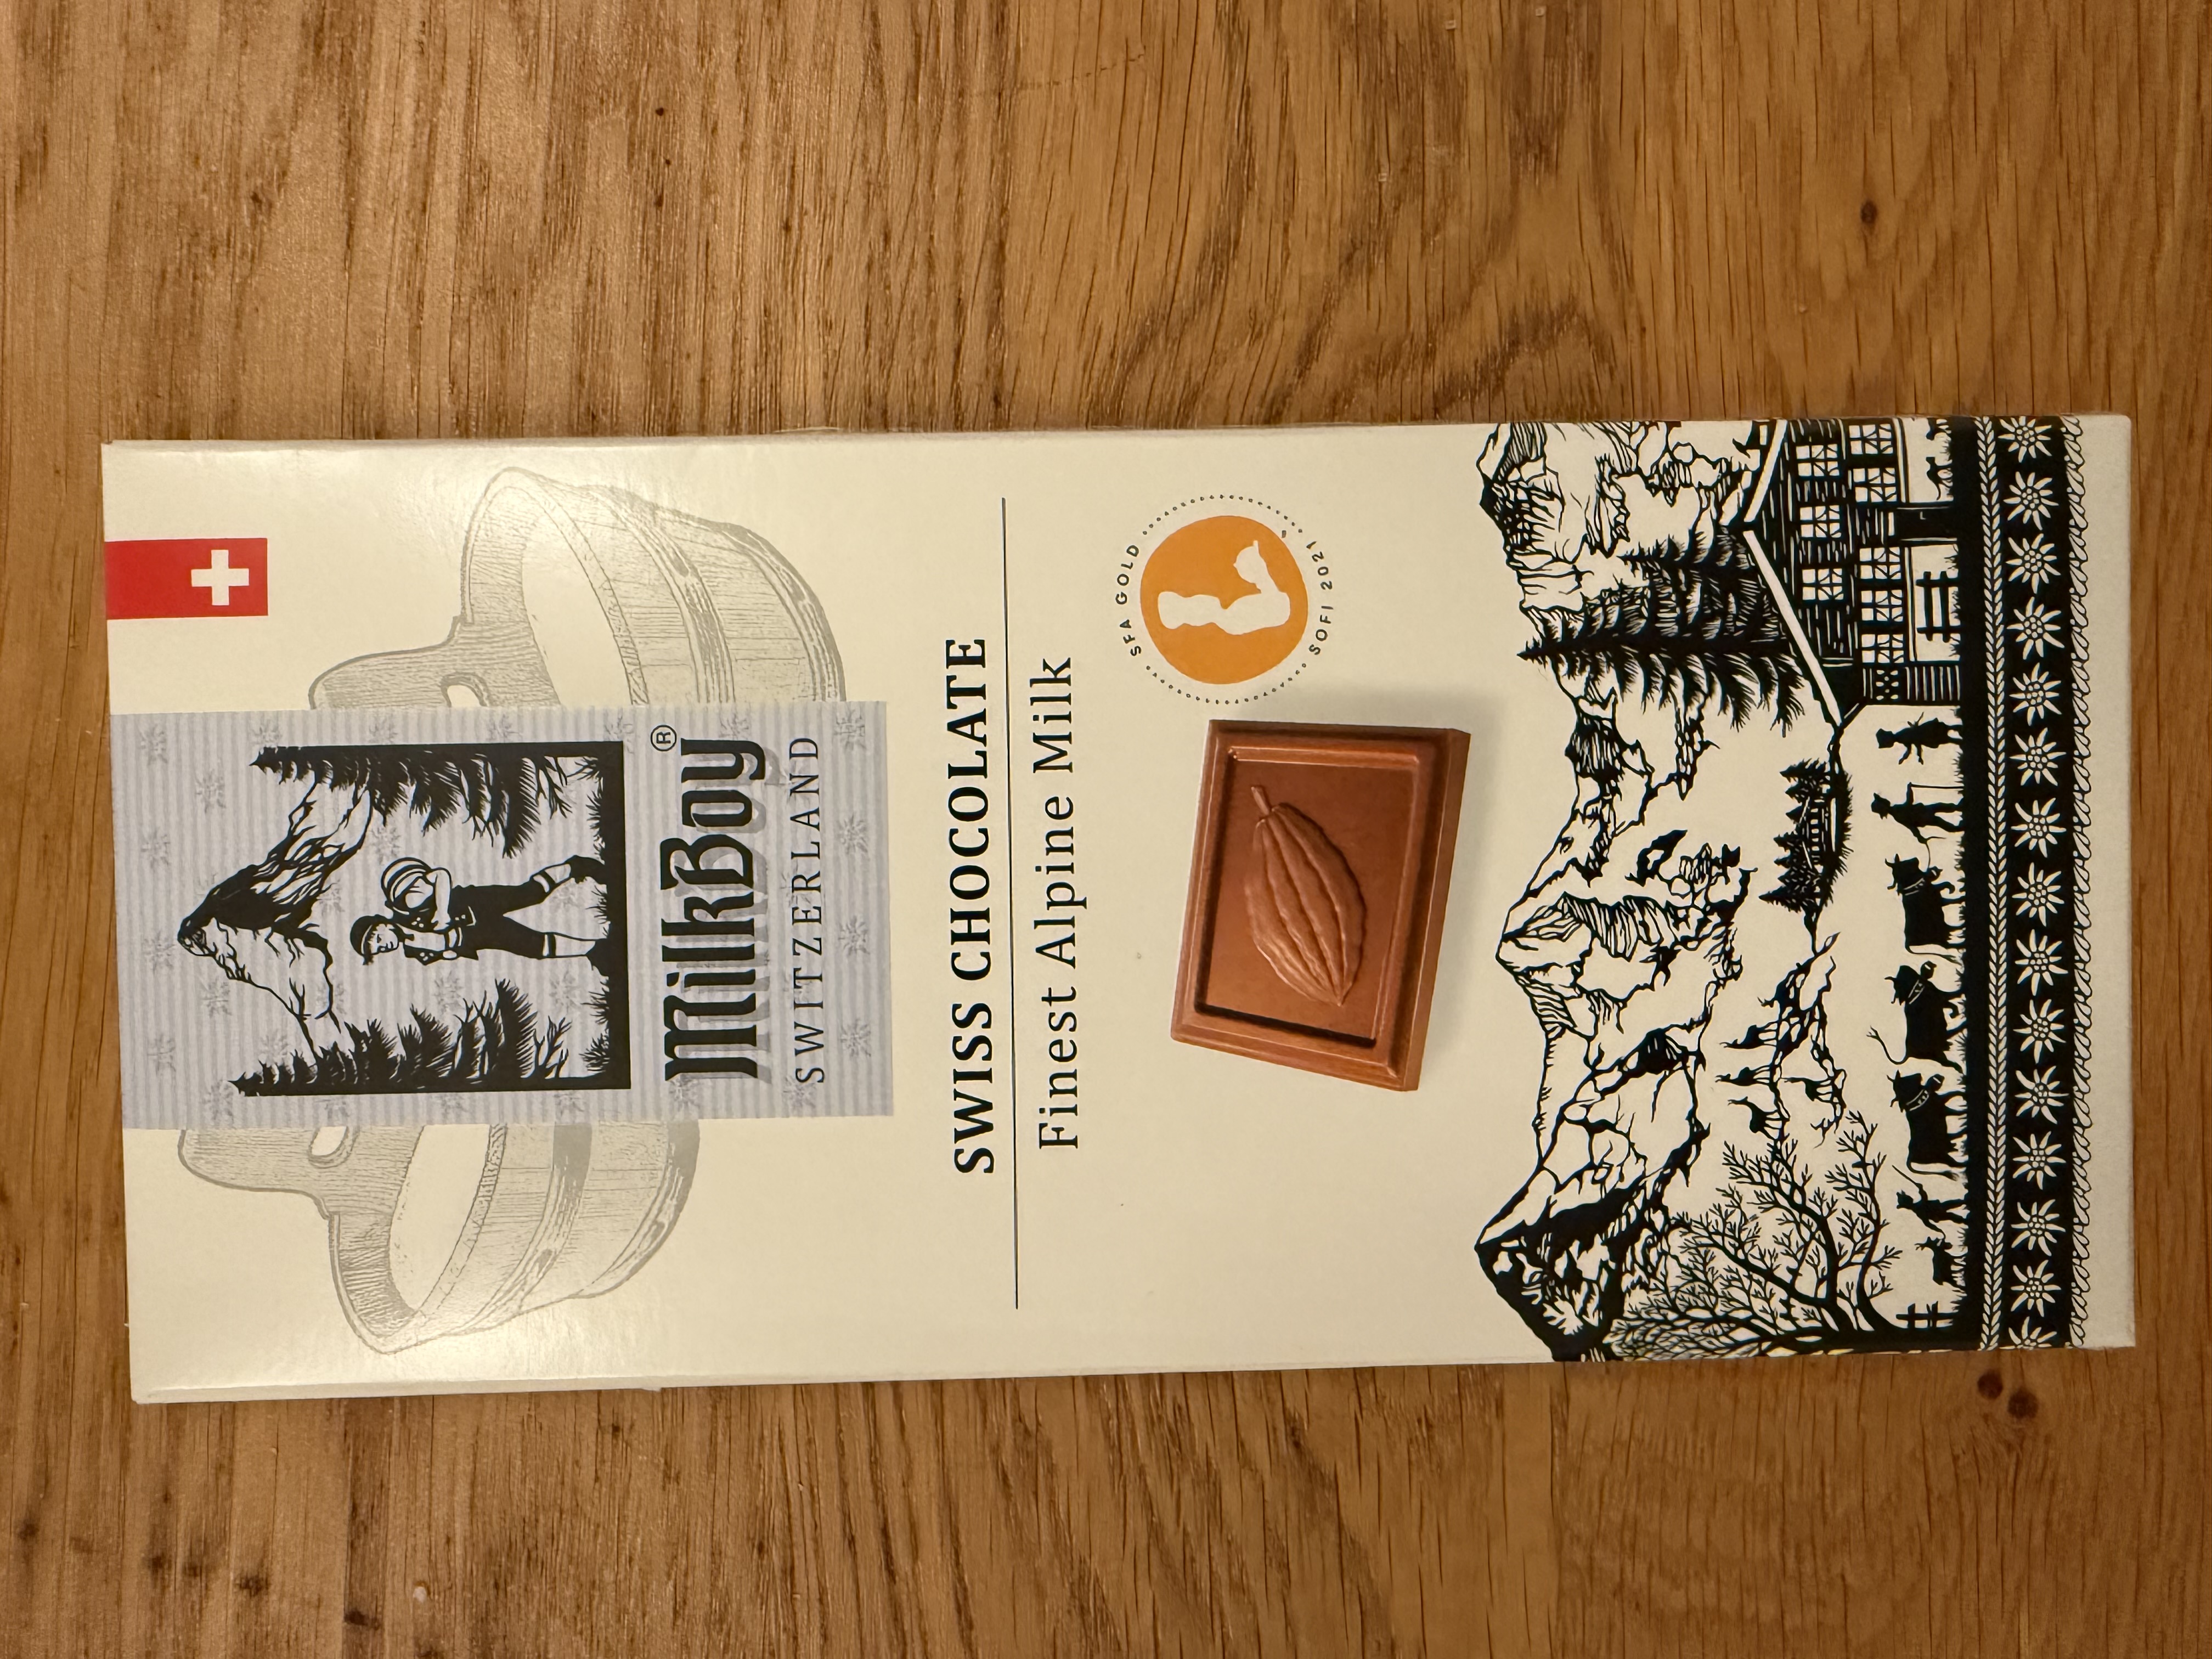 MilkBoy®
SWITZERLAND
SWISS CHOCOLATE
Finest Alpine Milk
SFA GOLD
SOFI 2021